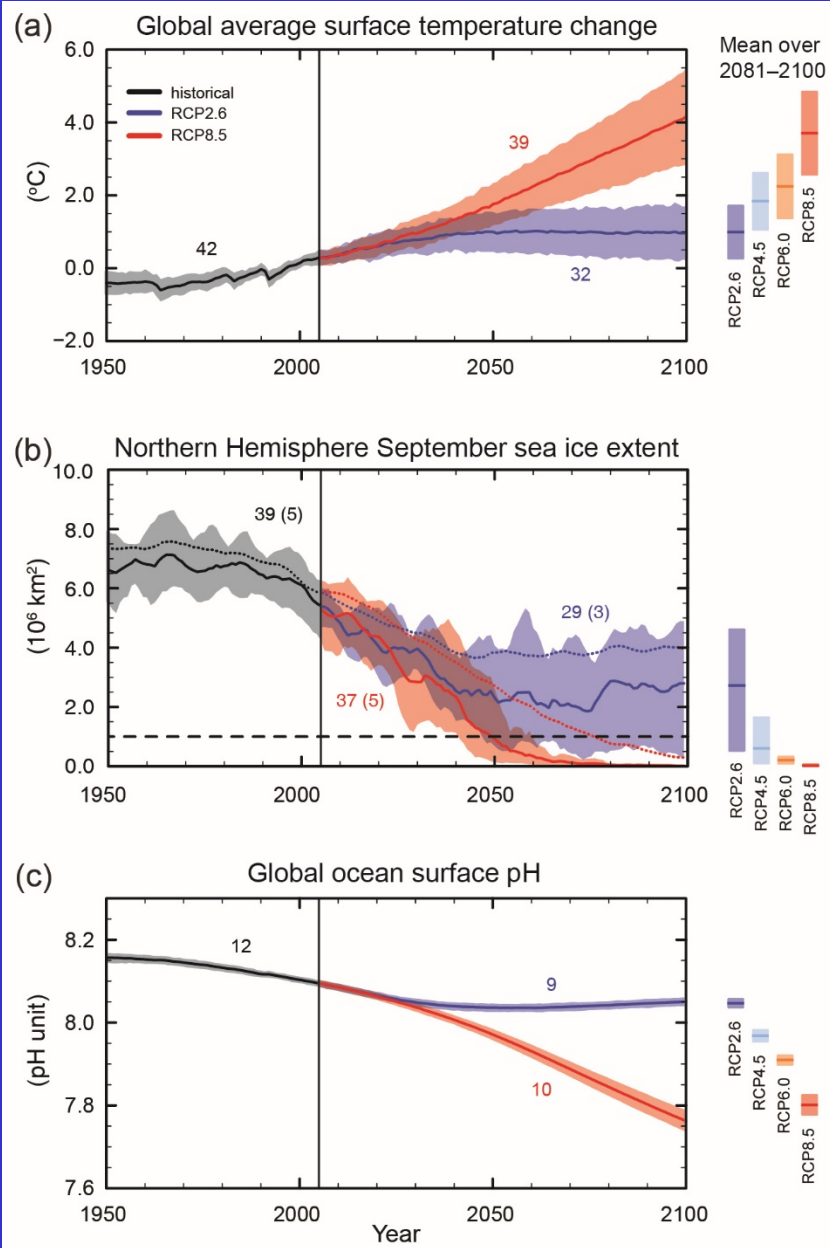 (a) Global average surface temperature change
Mean over
2081–2100
6.0
4.0
2.0
0.0
−2.0
(°C)
historical
RCP2.6
RCP8.5
42
39
32
1950
2000
2050
2100
RCP2.6
RCP4.5
RCP6.0
RCP8.5
(b) Northern Hemisphere September sea ice extent
10.0
8.0
6.0
4.0
2.0
0.0
(10⁶ km²)
39 (5)
29 (3)
37 (5)
1950
2000
2050
2100
RCP2.6
RCP4.5
RCP6.0
RCP8.5
(c) Global ocean surface pH
8.2
8.0
7.8
7.6
(pH unit)
12
9
10
1950
2000
2050
2100
Year
RCP2.6
RCP4.5
RCP6.0
RCP8.5